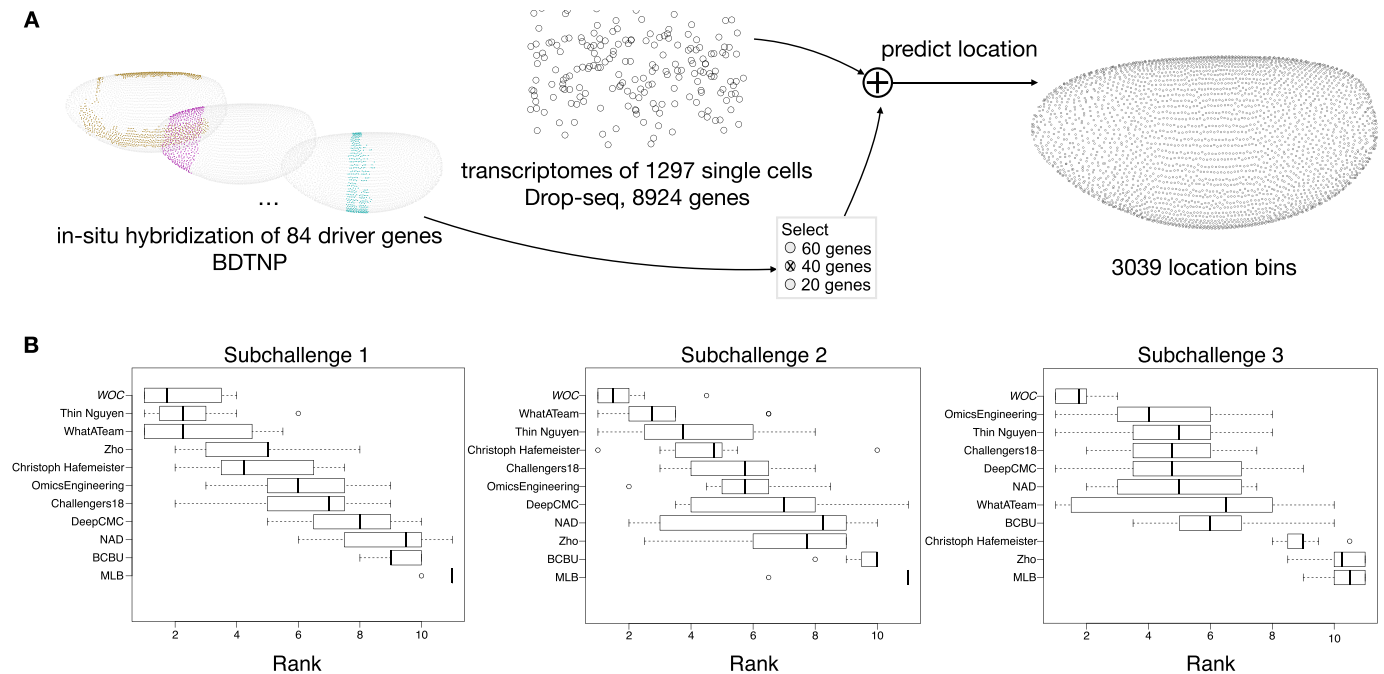 A
predict location
transcriptomes of 1297 single cells
Drop-seq, 8924 genes
...
in-situ hybridization of 84 driver genes
BDTNP
Select
60 genes
40 genes
20 genes
3039 location bins
B
Subchallenge 1
WOC
Thin Nguyen
WhatATeam
Zho
Christoph Hafemeister
OmicsEngineering
Challengers18
DeepCMC
NAD
BCBU
MLB
2 4 6 8 10
Rank
Subchallenge 2
WOC
WhatATeam
Thin Nguyen
Christoph Hafemeister
Challengers18
OmicsEngineering
DeepCMC
NAD
Zho
BCBU
MLB
2 4 6 8 10
Rank
Subchallenge 3
WOC
OmicsEngineering
Thin Nguyen
Challengers18
DeepCMC
NAD
WhatATeam
BCBU
Christoph Hafemeister
Zho
MLB
2 4 6 8 10
Rank